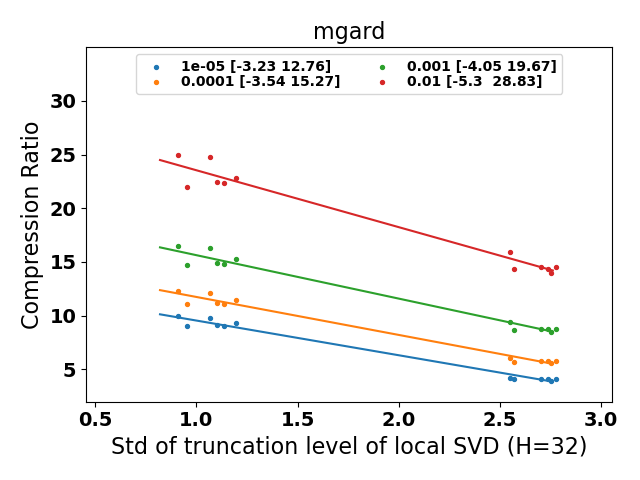 mgard
1e-05 [-3.23 12.76]
0.0001 [-3.54 15.27]
0.001 [-4.05 19.67]
0.01 [-5.3  28.83]
Compression Ratio
30
25
20
15
10
5
0.5 1.0 1.5 2.0 2.5 3.0
Std of truncation level of local SVD (H=32)